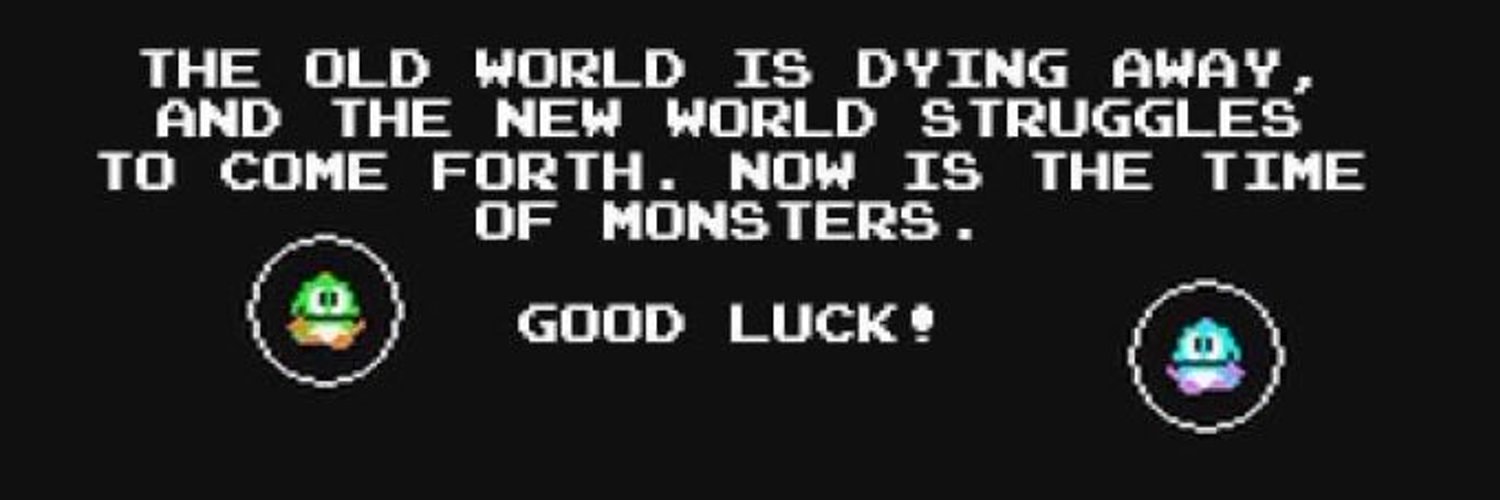 THE OLD WORLD IS DYING AWAY,
AND THE NEW WORLD STRUGGLES
TO COME FORTH. NOW IS THE TIME
OF MONSTERS.
GOOD LUCK!